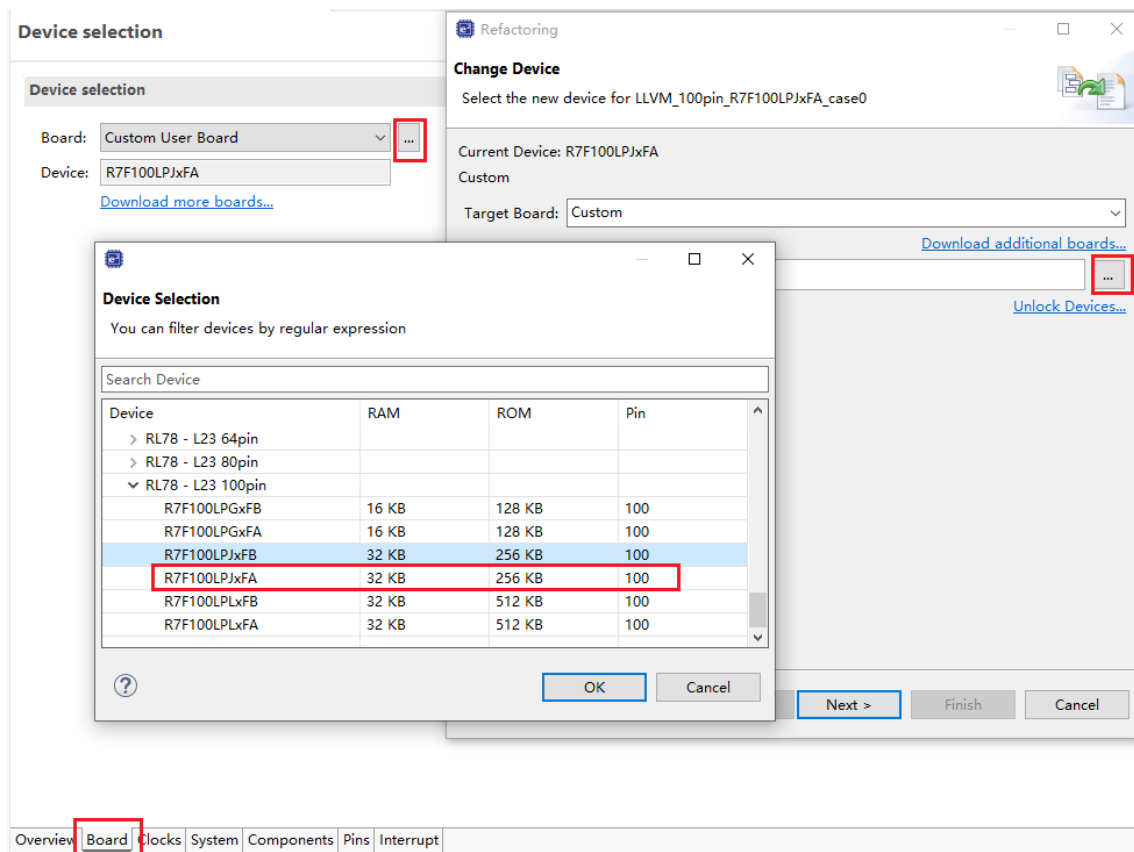 Device selection
Device selection
Board: Custom User Board ...
Device: R7F100LPJxFA
Download more boards...
Refactoring
Change Device
Select the new device for LLVM_100pin_R7F100LPJxFA_case0
Current Device: R7F100LPJxFA
Custom
Target Board: Custom
Download additional boards...
...
Unlock Devices...
Device Selection
You can filter devices by regular expression
Search Device
Device RAM ROM Pin
RL78 - L23 64pin
RL78 - L23 80pin
RL78 - L23 100pin
R7F100LPGxFB 16 KB 128 KB 100
R7F100LPGxFA 16 KB 128 KB 100
R7F100LPJxFB 32 KB 256 KB 100
R7F100LPJxFA 32 KB 256 KB 100
R7F100LPLxFB 32 KB 512 KB 100
R7F100LPLxFA 32 KB 512 KB 100
? OK Cancel
Next > Finish Cancel
Overview Board Clocks System Components Pins Interrupt